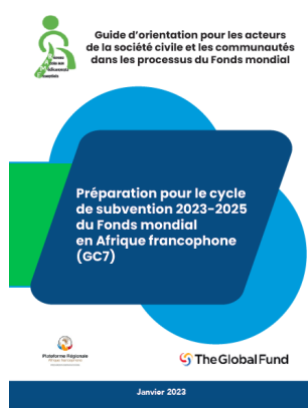 Guide d'orientation pour les acteurs
de la société civile et les communautés
dans les processus du Fonds mondial
Préparation pour le cycle
de subvention 2023-2025
du Fonds mondial
en Afrique francophone
(GC7)
Plateforme Régionale
The Global Fund
Janvier 2023